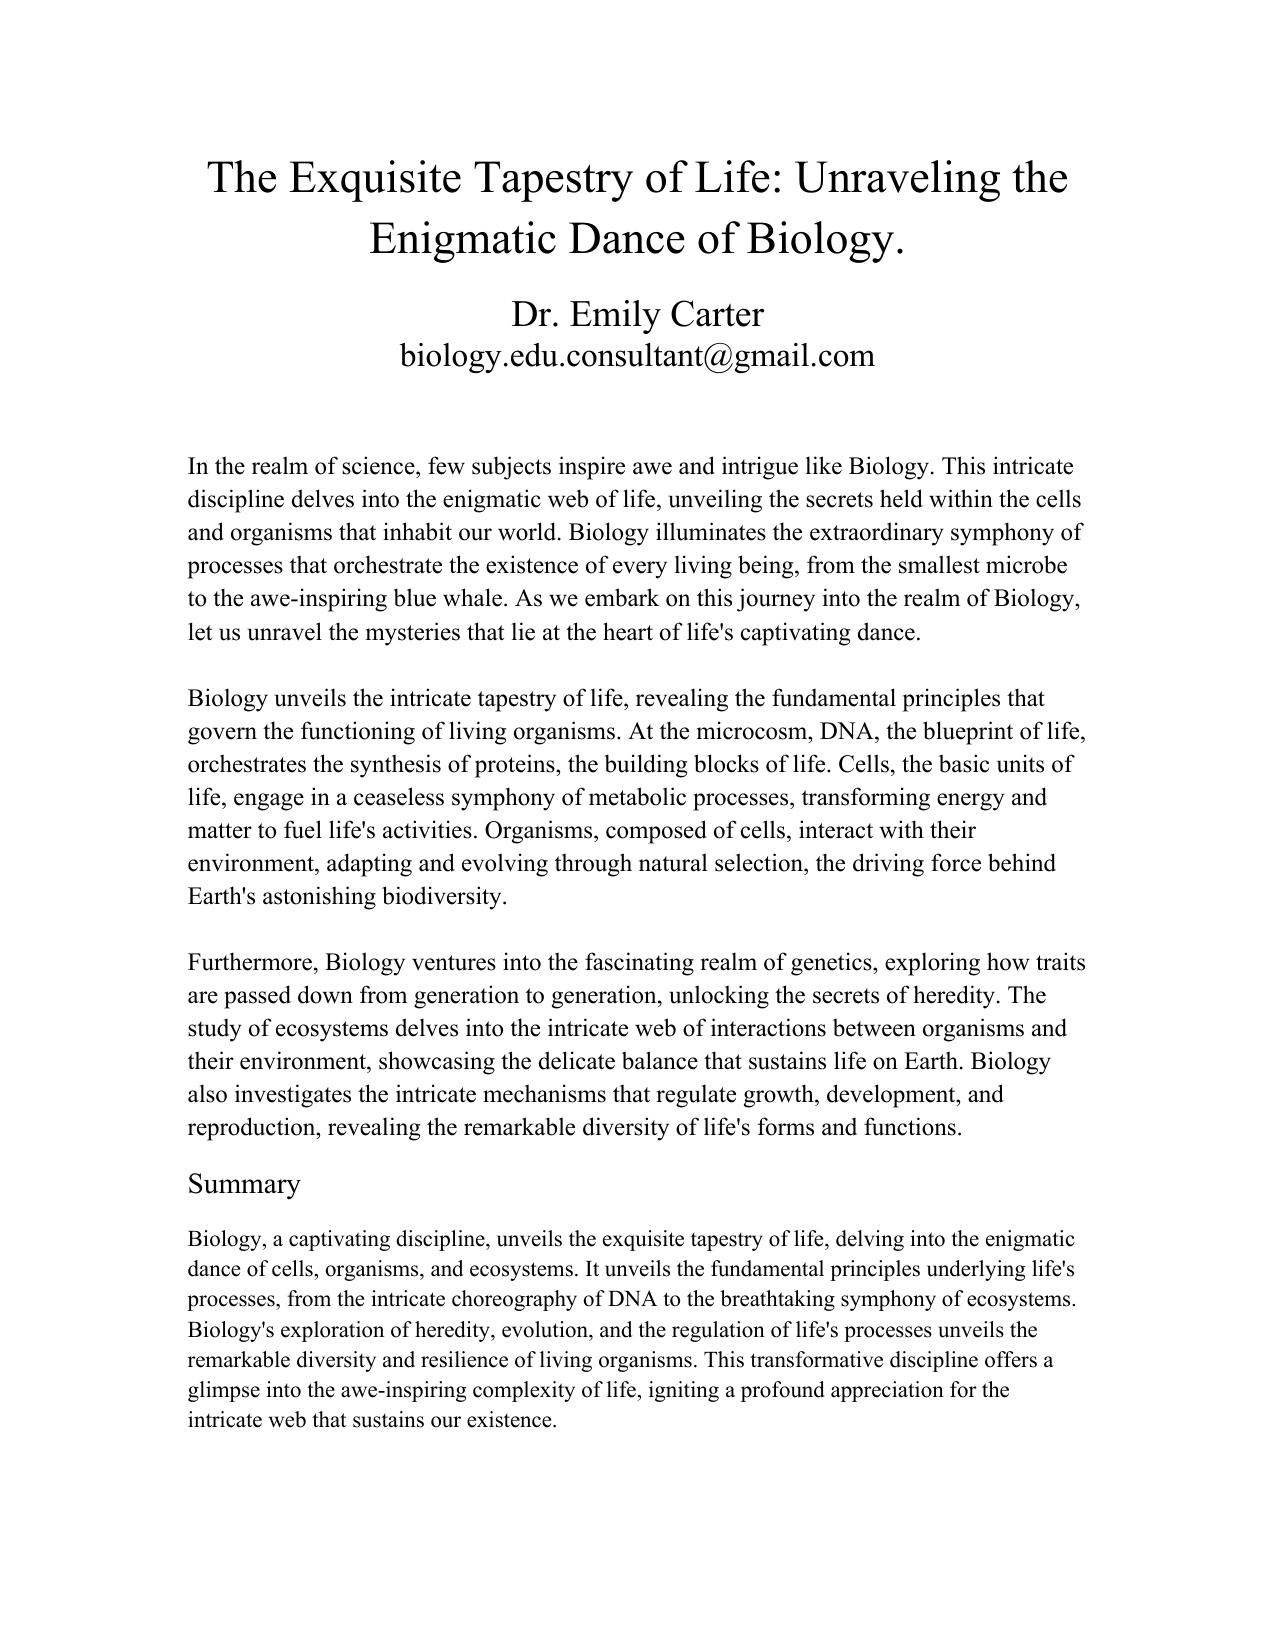 The Exquisite Tapestry of Life: Unraveling the
Enigmatic Dance of Biology.
Dr. Emily Carter
biology.edu.consultant@gmail.com
In the realm of science, few subjects inspire awe and intrigue like Biology. This intricate
discipline delves into the enigmatic web of life, unveiling the secrets held within the cells
and organisms that inhabit our world. Biology illuminates the extraordinary symphony of
processes that orchestrate the existence of every living being, from the smallest microbe
to the awe-inspiring blue whale. As we embark on this journey into the realm of Biology,
let us unravel the mysteries that lie at the heart of life's captivating dance.
Biology unveils the intricate tapestry of life, revealing the fundamental principles that
govern the functioning of living organisms. At the microcosm, DNA, the blueprint of life,
orchestrates the synthesis of proteins, the building blocks of life. Cells, the basic units of
life, engage in a ceaseless symphony of metabolic processes, transforming energy and
matter to fuel life's activities. Organisms, composed of cells, interact with their
environment, adapting and evolving through natural selection, the driving force behind
Earth's astonishing biodiversity.
Furthermore, Biology ventures into the fascinating realm of genetics, exploring how traits
are passed down from generation to generation, unlocking the secrets of heredity. The
study of ecosystems delves into the intricate web of interactions between organisms and
their environment, showcasing the delicate balance that sustains life on Earth. Biology
also investigates the intricate mechanisms that regulate growth, development, and
reproduction, revealing the remarkable diversity of life's forms and functions.
Summary
Biology, a captivating discipline, unveils the exquisite tapestry of life, delving into the enigmatic
dance of cells, organisms, and ecosystems. It unveils the fundamental principles underlying life's
processes, from the intricate choreography of DNA to the breathtaking symphony of ecosystems.
Biology's exploration of heredity, evolution, and the regulation of life's processes unveils the
remarkable diversity and resilience of living organisms. This transformative discipline offers a
glimpse into the awe-inspiring complexity of life, igniting a profound appreciation for the
intricate web that sustains our existence.